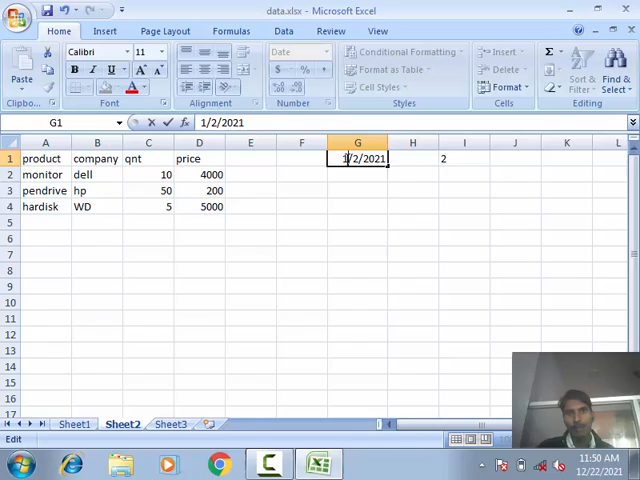 data.xlsx - Microsoft Excel
Home Insert Page Layout Formulas Data Review View
Paste
Clipboard
Calibri 11
B I U A A
Font
Alignment
Date
$ % ,
Number
Conditional Formatting
Format as Table
Cell Styles
Styles
Insert
Delete
Format
Cells
Σ
Sort & Filter
Find & Select
Editing
G1 fx 1/2/2021
A B C D E F G H I J K L
1 product company qnt price 1/2/2021 2
2 monitor dell 10 4000
3 pendrive hp 50 200
4 hardisk WD 5 5000
5
6
7
8
9
10
11
12
13
14
15
16
17
Sheet1 Sheet2 Sheet3
Edit
11:50 AM
12/22/2021